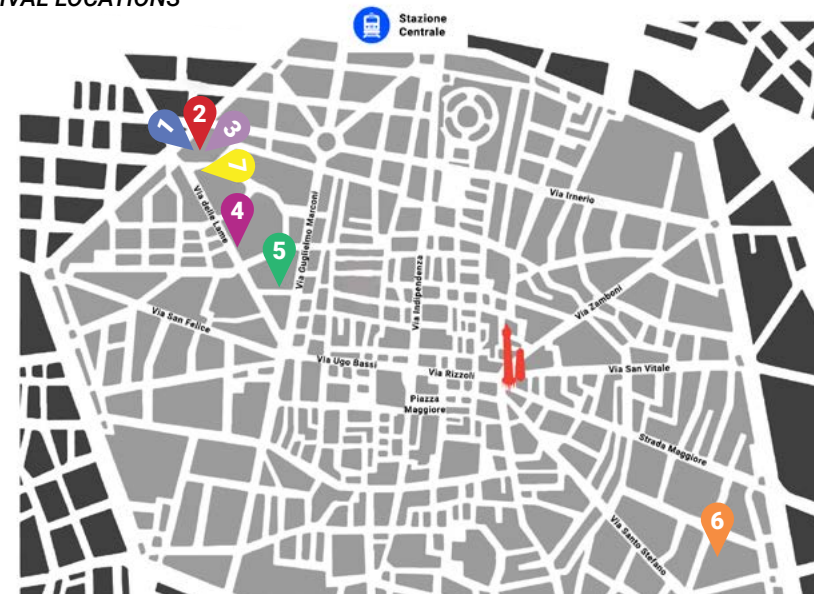 IVAL LOCATIONS
Stazione
Centrale
1
2
3
7
4
5
6
Via delle Lame
Via Guglielmo Marconi
Via Irnerio
Via Indipendenza
Via Zamboni
Via San Felice
Via Ugo Bassi
Via Rizzoli
Via San Vitale
Piazza
Maggiore
Strada Maggiore
Via Santo Stefano